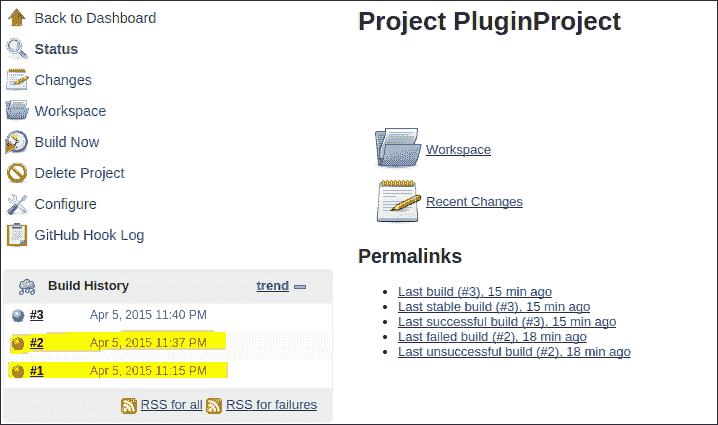 Back to Dashboard
Status
Changes
Workspace
Build Now
Delete Project
Configure
GitHub Hook Log
Build History
trend
#3 Apr 5, 2015 11:40 PM
#2 Apr 5, 2015 11:37 PM
#1 Apr 5, 2015 11:15 PM
RSS for all RSS for failures
Project PluginProject
Workspace
Recent Changes
Permalinks
Last build (#3), 15 min ago
Last stable build (#3), 15 min ago
Last successful build (#3), 15 min ago
Last failed build (#2), 18 min ago
Last unsuccessful build (#2), 18 min ago